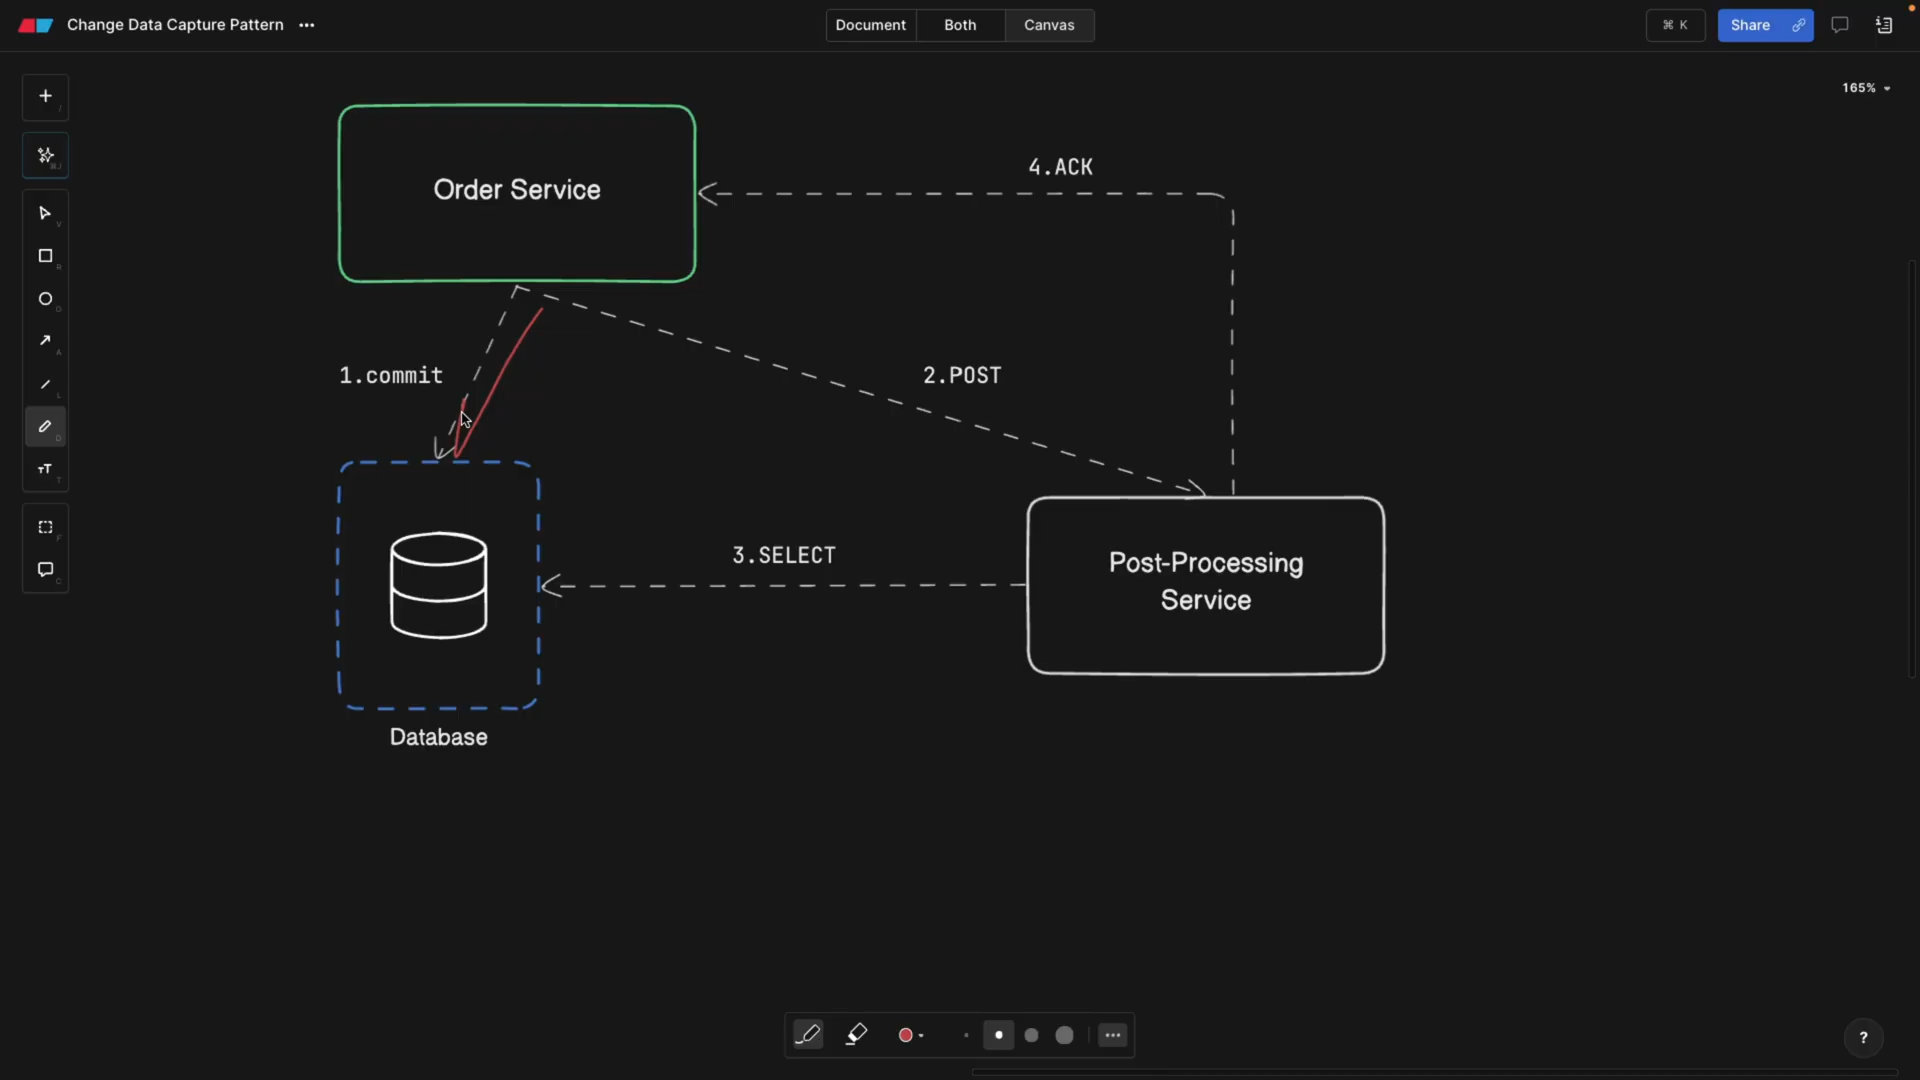 Change Data Capture Pattern
Document Both Canvas
⌘ K
Share
165%
Order Service
4.ACK
1.commit
2.POST
3.SELECT
Post-Processing
Service
Database
/
⌘J
V
R
O
A
L
D
TT
T
F
C
?